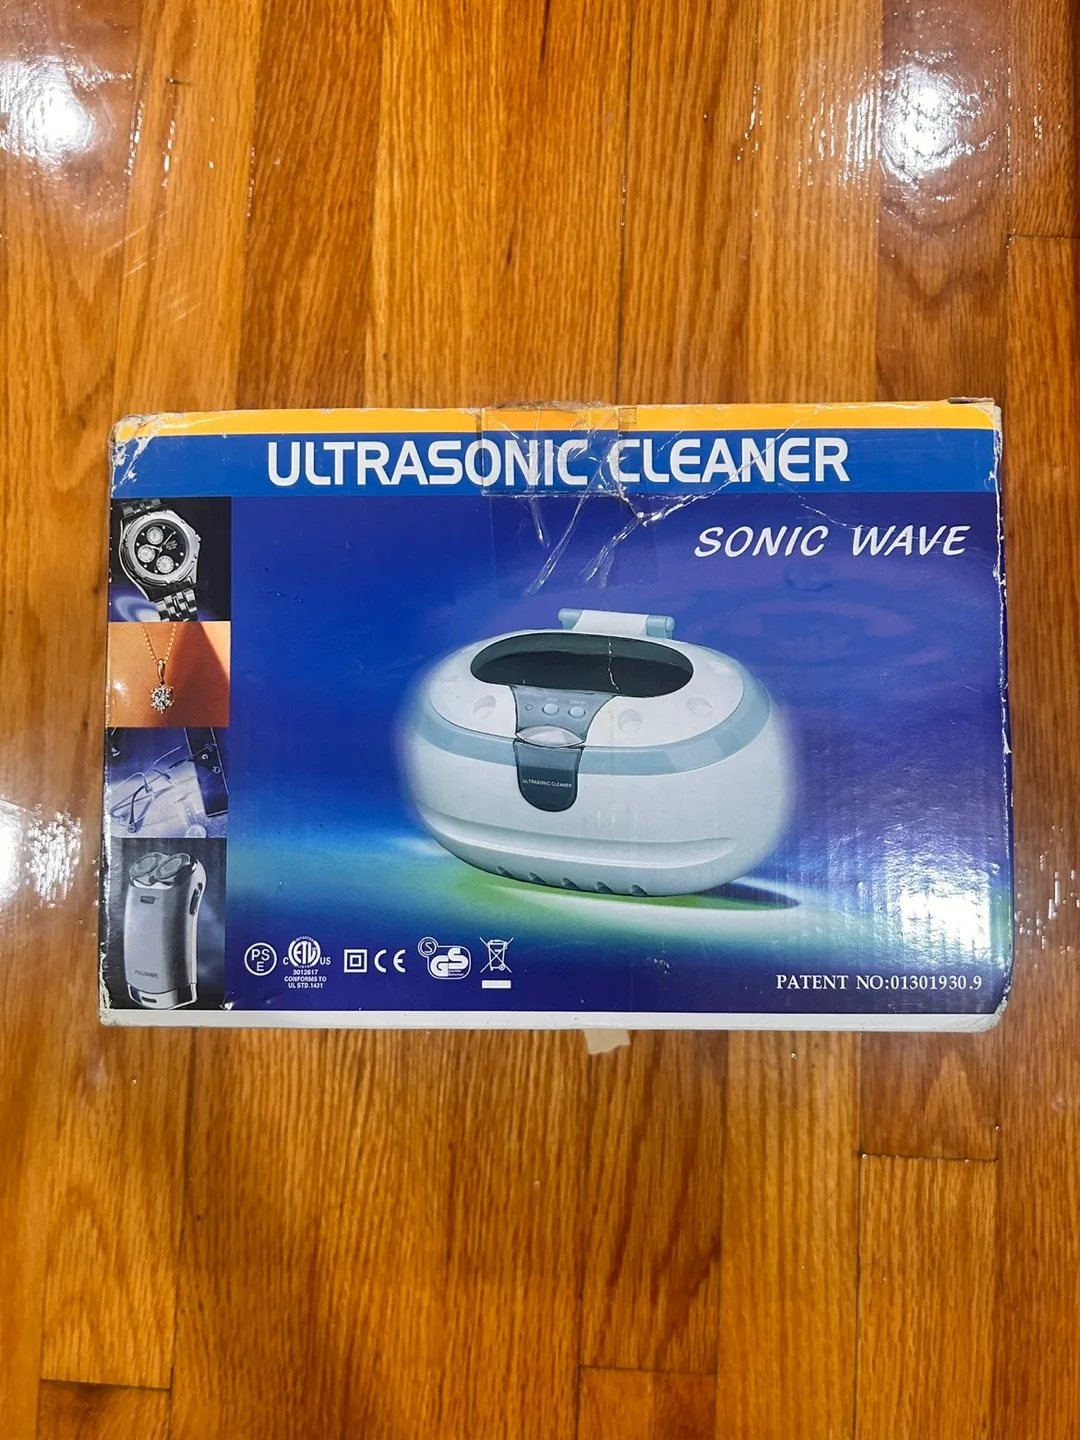 ULTRASONIC CLEANER
SONIC WAVE
ON OFF
ULTRASONIC CLEANER
PS
E
C ETL US
3012617
CONFORMS TO
UL STD.1431
CE
S GS
PATENT NO:01301930.9